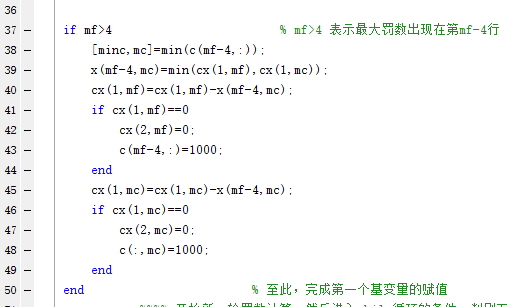 36
37 — if mf>4 % mf>4 表示最大罚数出现在第mf-4行
38 — [minc,mc]=min(c(mf-4,:));
39 — x(mf-4,mc)=min(cx(1,mf),cx(1,mc));
40 — cx(1,mf)=cx(1,mf)-x(mf-4,mc);
41 — if cx(1,mf)==0
42 — cx(2,mf)=0;
43 — c(mf-4,:)=1000;
44 — end
45 — cx(1,mc)=cx(1,mc)-x(mf-4,mc);
46 — if cx(1,mc)==0
47 — cx(2,mc)=0;
48 — c(:,mc)=1000;
49 — end
50 — end % 至此，完成第一个基变量的赋值